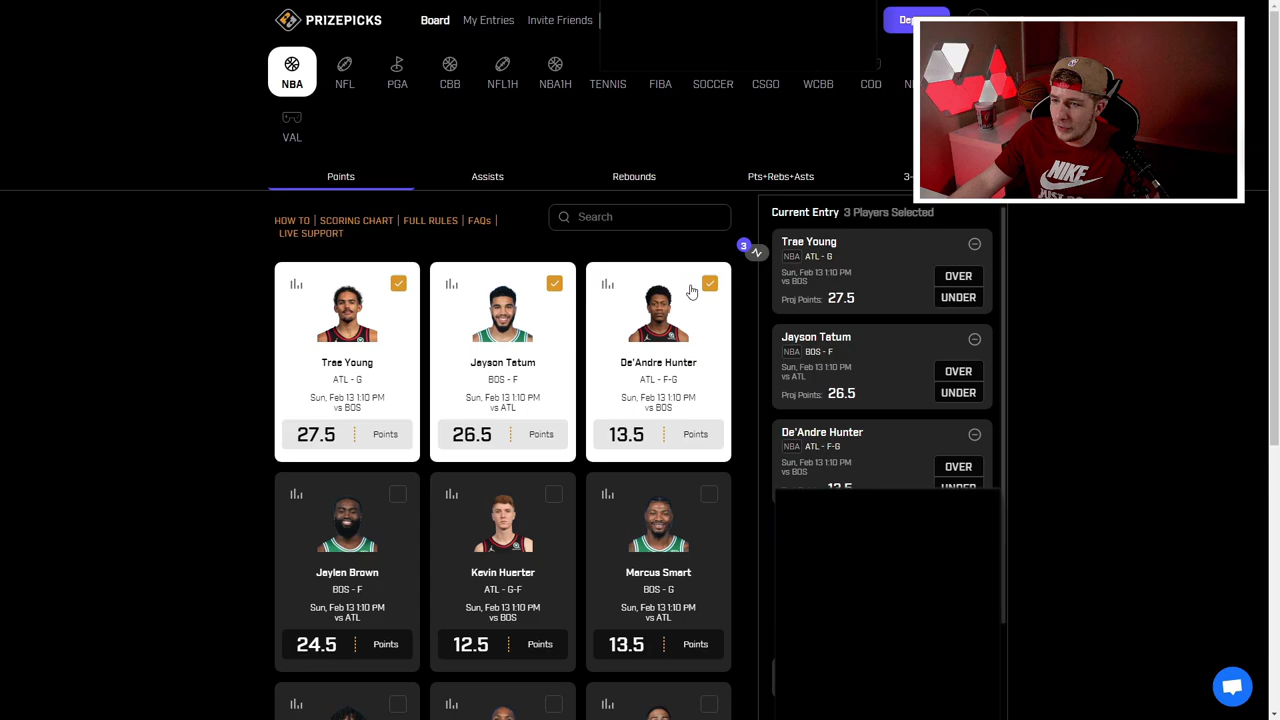 PRIZEPICKS
Board
My Entries
Invite Friends
NBA
NFL
PGA
CBB
NFL1H
NBA1H
TENNIS
FIBA
SOCCER
CSGO
WCBB
COD
VAL
Points
Assists
Rebounds
Pts+Rebs+Asts
HOW TO | SCORING CHART | FULL RULES | FAQs |
LIVE SUPPORT
Search
Trae Young
ATL - G
Sun, Feb 13 1:10 PM
vs BOS
27.5 Points
Jayson Tatum
BOS - F
Sun, Feb 13 1:10 PM
vs ATL
26.5 Points
De'Andre Hunter
ATL - F-G
Sun, Feb 13 1:10 PM
vs BOS
13.5 Points
Jaylen Brown
BOS - F
Sun, Feb 13 1:10 PM
vs ATL
24.5 Points
Kevin Huerter
ATL - G-F
Sun, Feb 13 1:10 PM
vs BOS
12.5 Points
Marcus Smart
BOS - G
Sun, Feb 13 1:10 PM
vs ATL
13.5 Points
Current Entry 3 Players Selected
3
Trae Young
NBA ATL - G
Sun, Feb 13 1:10 PM
vs BOS
Proj Points: 27.5
OVER
UNDER
Jayson Tatum
NBA BOS - F
Sun, Feb 13 1:10 PM
vs ATL
Proj Points: 26.5
OVER
UNDER
De'Andre Hunter
NBA ATL - F-G
Sun, Feb 13 1:10 PM
vs BOS
OVER
NIKE